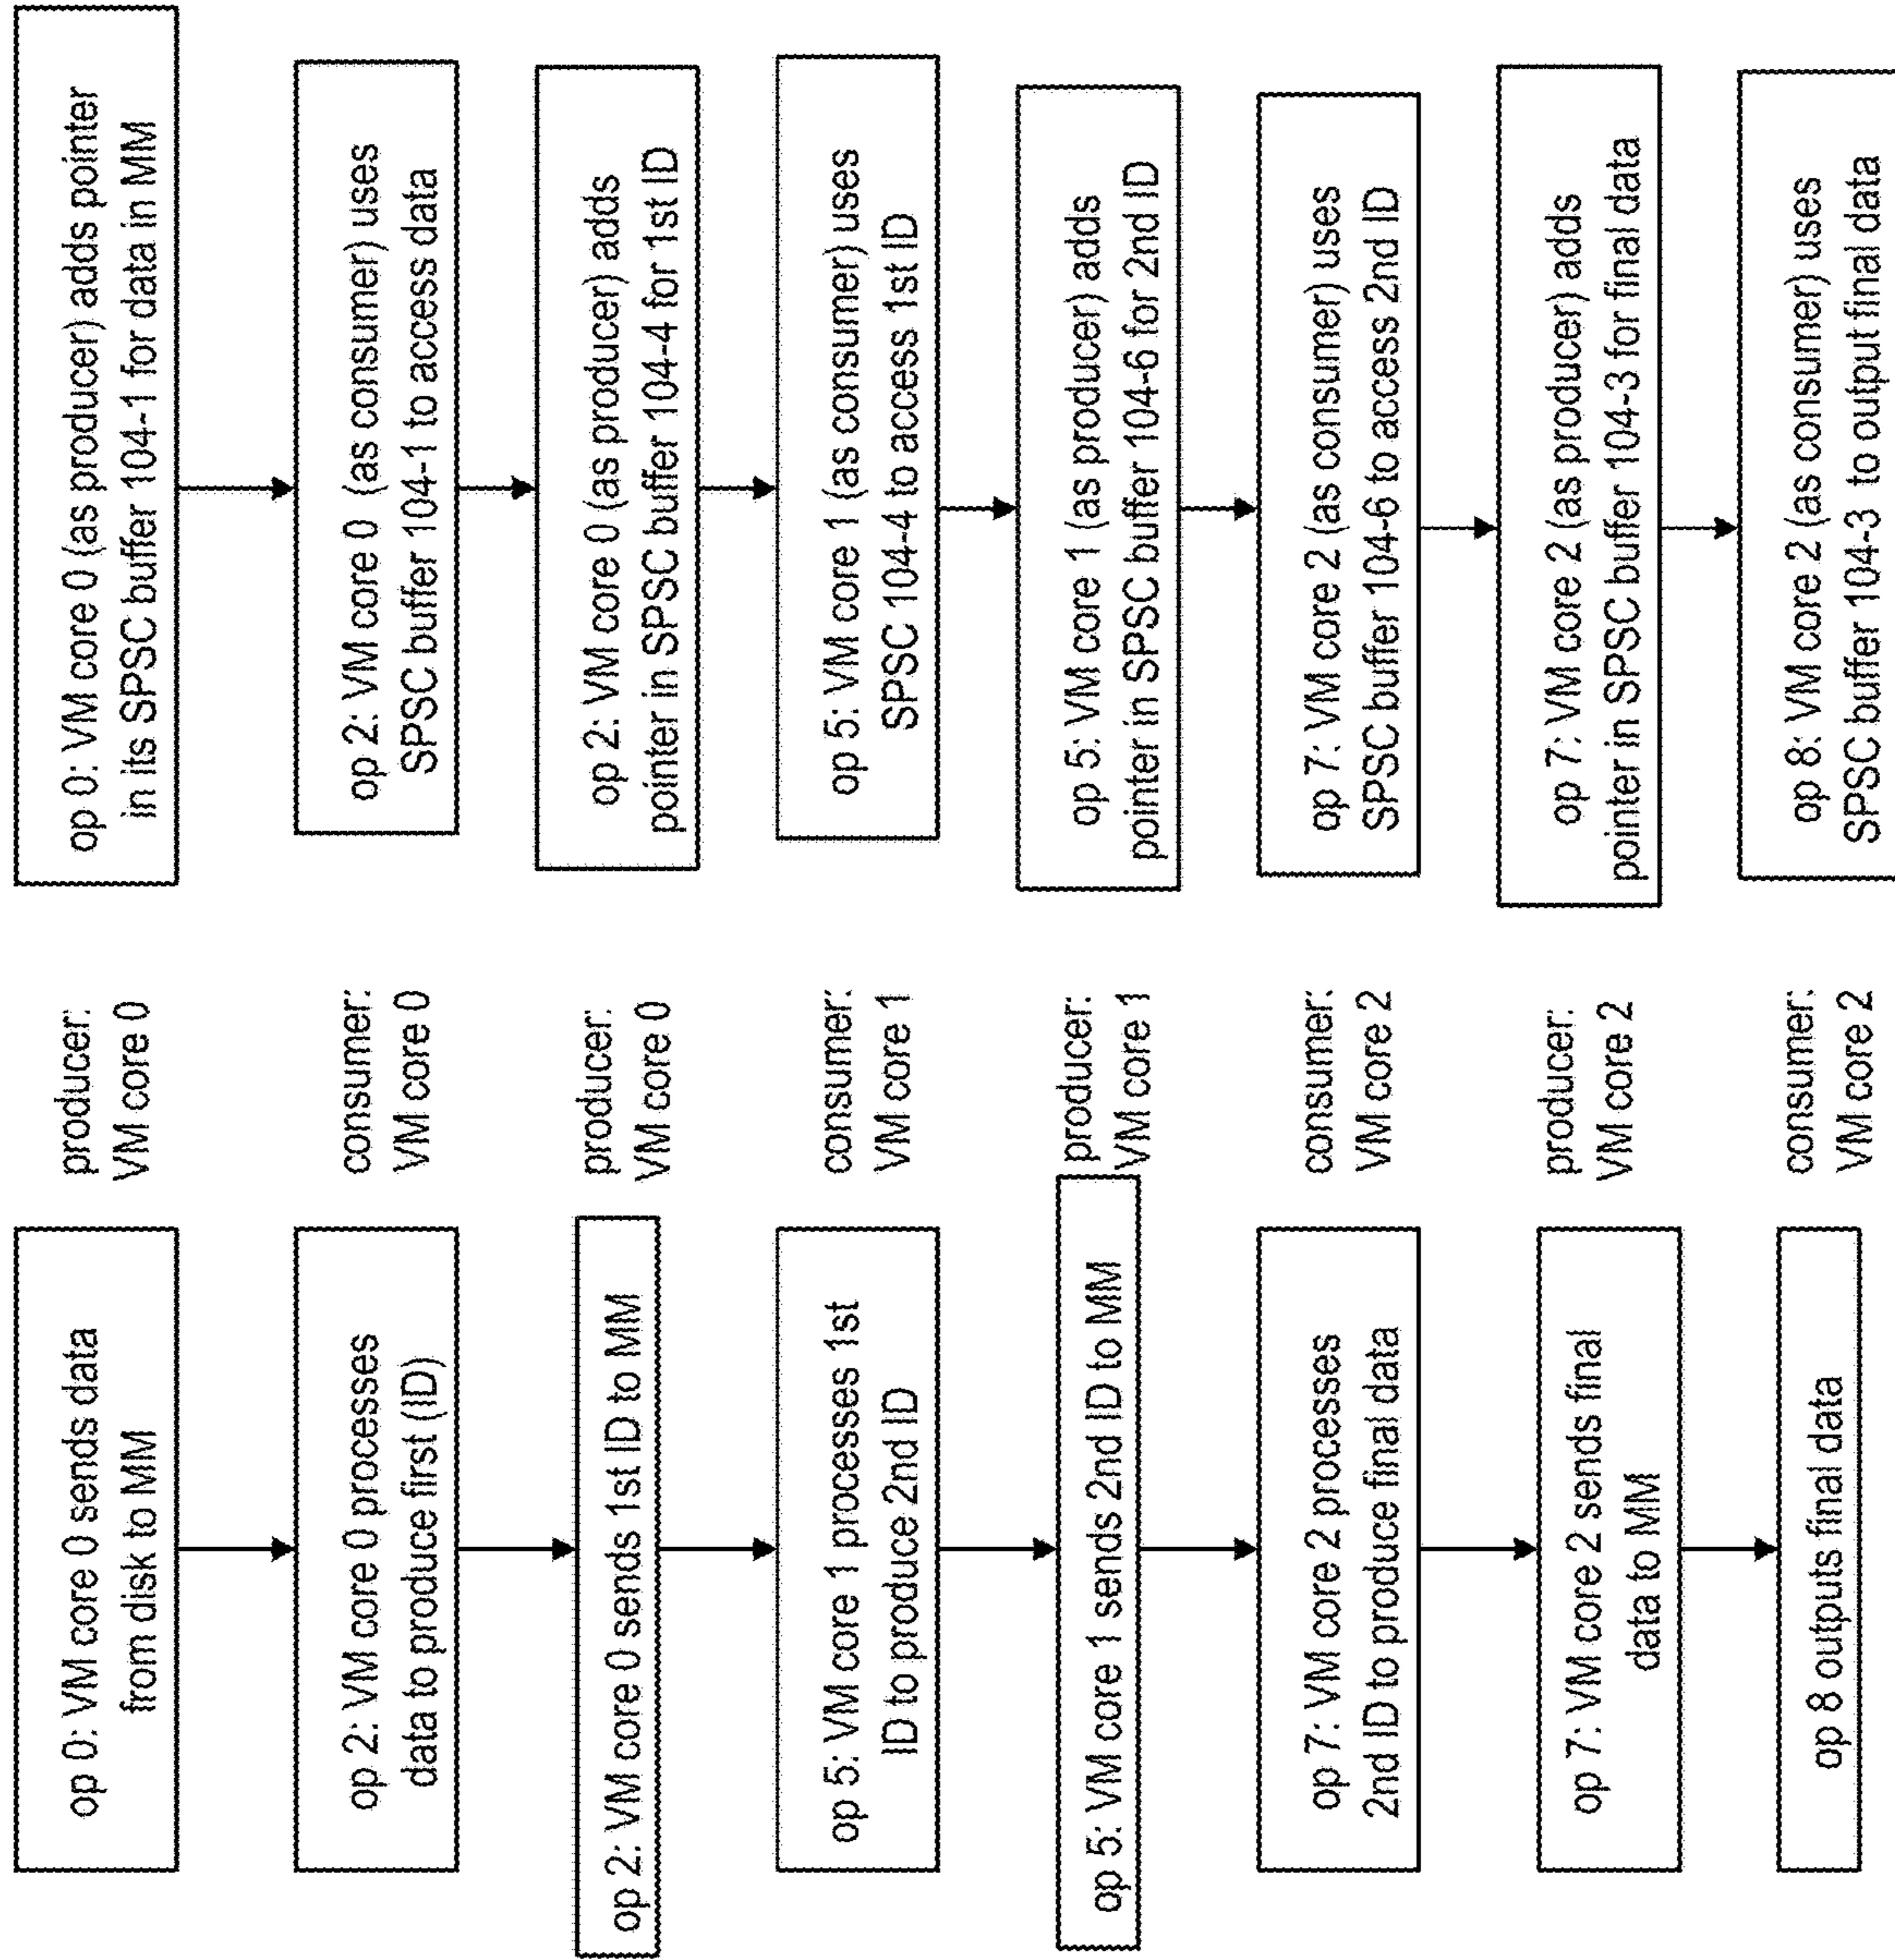 op 0: VM core 0 sends data
from disk to MM
producer:
VM core 0
op 0: VM core 0 (as producer) adds pointer
in its SPSC buffer 104-1 for data in MM
op 2: VM core 0 processes
data to produce first (ID)
consumer:
VM core 0
op 2: VM core 0 (as consumer) uses
SPSC buffer 104-1 to access data
op 2: VM core 0 sends 1st ID to MM
producer:
VM core 0
op 2: VM core 0 (as producer) adds
pointer in SPSC buffer 104-4 for 1st ID
op 5: VM core 1 processes 1st
ID to produce 2nd ID
consumer:
VM core 1
op 5: VM core 1 (as consumer) uses
SPSC 104-4 to access 1st ID
op 5: VM core 1 sends 2nd ID to MM
producer:
VM core 1
op 5: VM core 1 (as producer) adds
pointer in SPSC buffer 104-6 for 2nd ID
op 7: VM core 2 processes
2nd ID to produce final data
consumer:
VM core 2
op 7: VM core 2 (as consumer) uses
SPSC buffer 104-6 to access 2nd ID
op 7: VM core 2 sends final
data to MM
producer:
VM core 2
op 7: VM core 2 (as producer) adds
pointer in SPSC buffer 104-3 for final data
op 8 outputs final data
consumer:
VM core 2
op 8: VM core 2 (as consumer) uses
SPSC buffer 104-3 to output final data